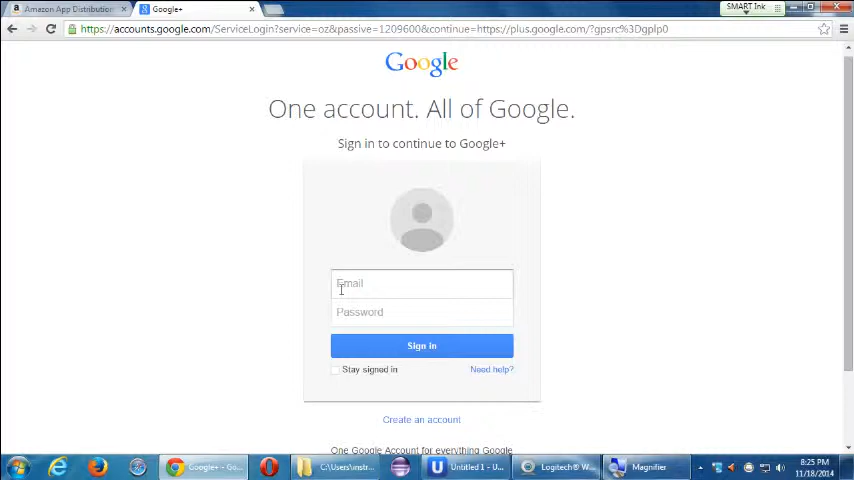 Amazon App Distribution
Google+
SMART Ink
https://accounts.google.com/ServiceLogin?service=oz&passive=1209600&continue=https://plus.google.com/?gpsrc%3Dgplp0
Google
One account. All of Google.
Sign in to continue to Google+
Email
Password
Sign in
Stay signed in
Need help?
Create an account
One Google Account for everything Google
Google+ - Go...
C:\Users\instr...
Untitled 1 - U...
Logitech® W...
Magnifier
8:25 PM
11/18/2014